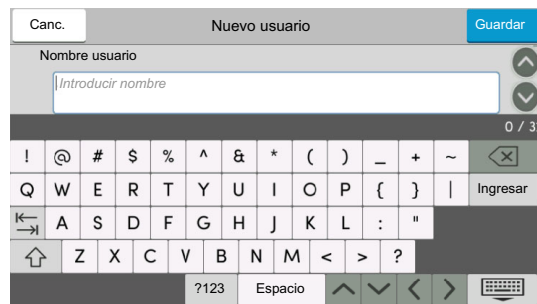 Canc. Nuevo usuario Guardar
Nombre usuario
Introducir nombre
0 / 3
! @ # $ % ^ & * ( ) _ + ~
Q W E R T Y U I O P { } | Ingresar
A S D F G H J K L : "
Z X C V B N M < > ?
?123 Espacio